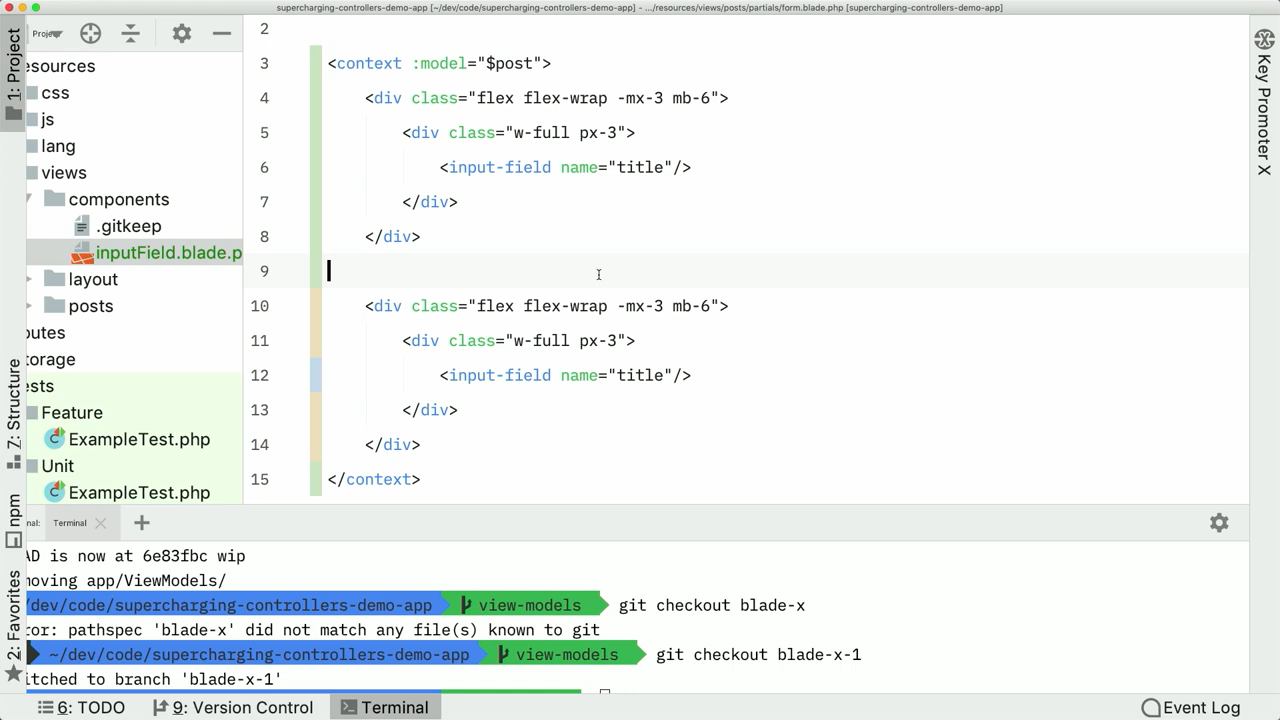 supercharging-controllers-demo-app [~/dev/code/supercharging-controllers-demo-app] - .../resources/views/posts/partials/form.blade.php [supercharging-controllers-demo-app]
1: Project
Proje
esources
css
js
lang
views
components
.gitkeep
inputField.blade.p
layout
posts
outes
torage
ests
Feature
ExampleTest.php
Unit
ExampleTest.php
7: Structure
npm
2: Favorites
2
3 <context :model="$post">
4 <div class="flex flex-wrap -mx-3 mb-6">
5 <div class="w-full px-3">
6 <input-field name="title"/>
7 </div>
8 </div>
9
10 <div class="flex flex-wrap -mx-3 mb-6">
11 <div class="w-full px-3">
12 <input-field name="title"/>
13 </div>
14 </div>
15 </context>
Key Promoter X
nal: Terminal
AD is now at 6e83fbc wip
moving app/ViewModels/
/dev/code/supercharging-controllers-demo-app view-models git checkout blade-x
ror: pathspec 'blade-x' did not match any file(s) known to git
~/dev/code/supercharging-controllers-demo-app view-models git checkout blade-x-1
itched to branch 'blade-x-1'
6: TODO
9: Version Control
Terminal
Event Log